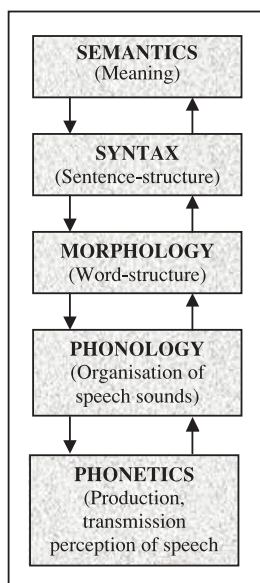 SEMANTICS
(Meaning)
SYNTAX
(Sentence-structure)
MORPHOLOGY
(Word-structure)
PHONOLOGY
(Organisation of
speech sounds)
PHONETICS
(Production,
transmission
perception of speech